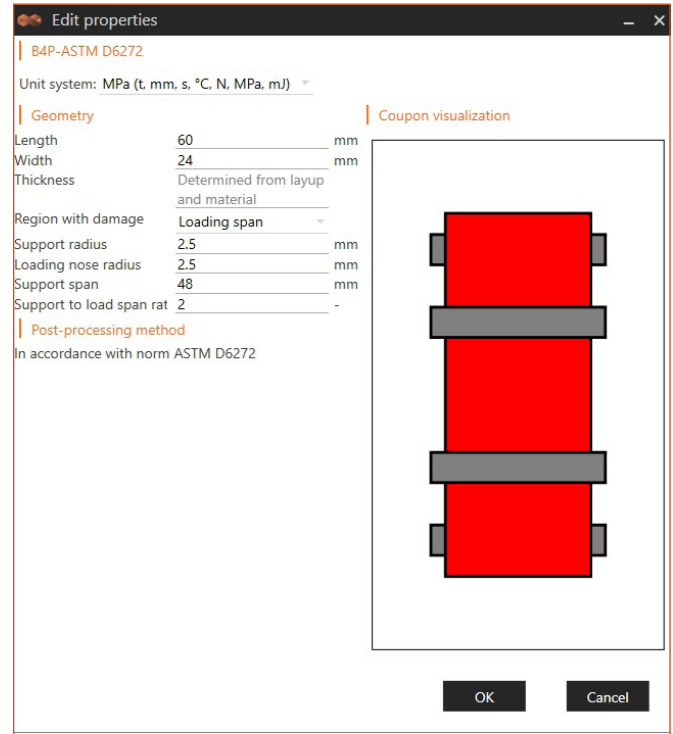 Edit properties
B4P-ASTM D6272
Unit system: MPa (t, mm, s, °C, N, MPa, mJ)
Geometry
Length 60 mm
Width 24 mm
Thickness Determined from layup
and material
Region with damage Loading span
Support radius 2.5 mm
Loading nose radius 2.5 mm
Support span 48 mm
Support to load span rat 2 -
Post-processing method
In accordance with norm ASTM D6272
Coupon visualization
OK Cancel